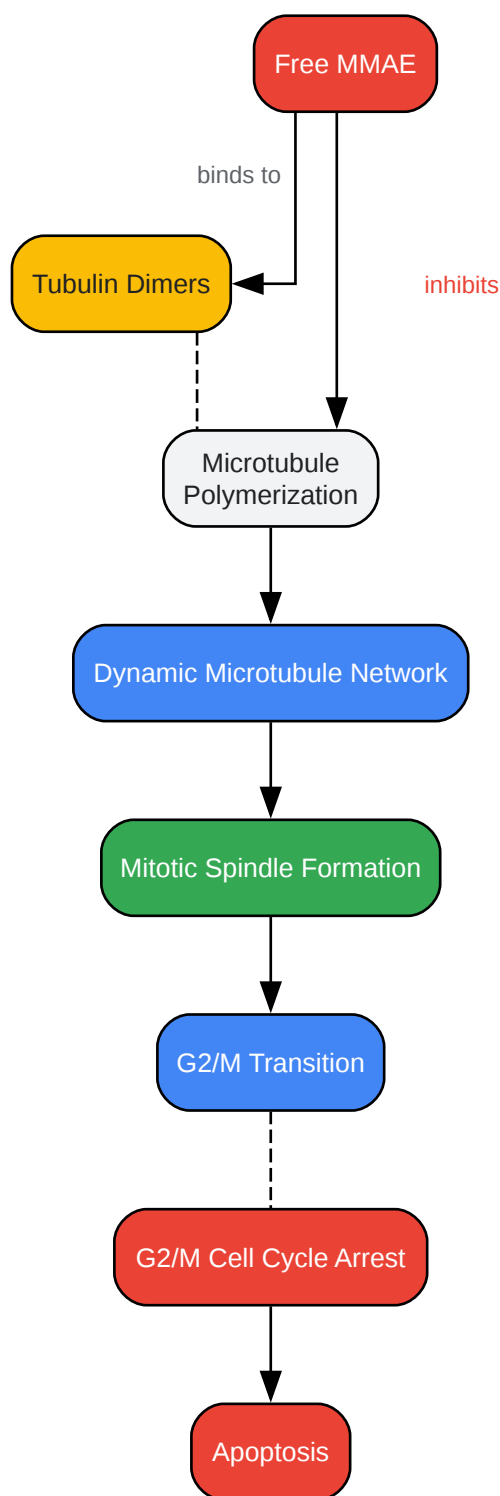 Free MMAE
binds to
Tubulin Dimers
inhibits
Microtubule
Polymerization
Dynamic Microtubule Network
Mitotic Spindle Formation
G2/M Transition
G2/M Cell Cycle Arrest
Apoptosis